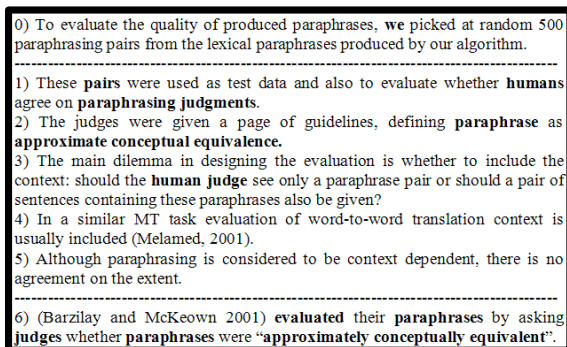 0) To evaluate the quality of produced paraphrases, we picked at random 500
paraphrasing pairs from the lexical paraphrases produced by our algorithm.
--------------------------------------------------------------------------------
1) These pairs were used as test data and also to evaluate whether humans
agree on paraphrasing judgments.
2) The judges were given a page of guidelines, defining paraphrase as
approximate conceptual equivalence.
3) The main dilemma in designing the evaluation is whether to include the
context: should the human judge see only a paraphrase pair or should a pair of
sentences containing these paraphrases also be given?
4) In a similar MT task evaluation of word-to-word translation context is
usually included (Melamed, 2001).
5) Although paraphrasing is considered to be context dependent, there is no
agreement on the extent.
--------------------------------------------------------------------------------
6) (Barzilay and McKeown 2001) evaluated their paraphrases by asking
judges whether paraphrases were “approximately conceptually equivalent”.